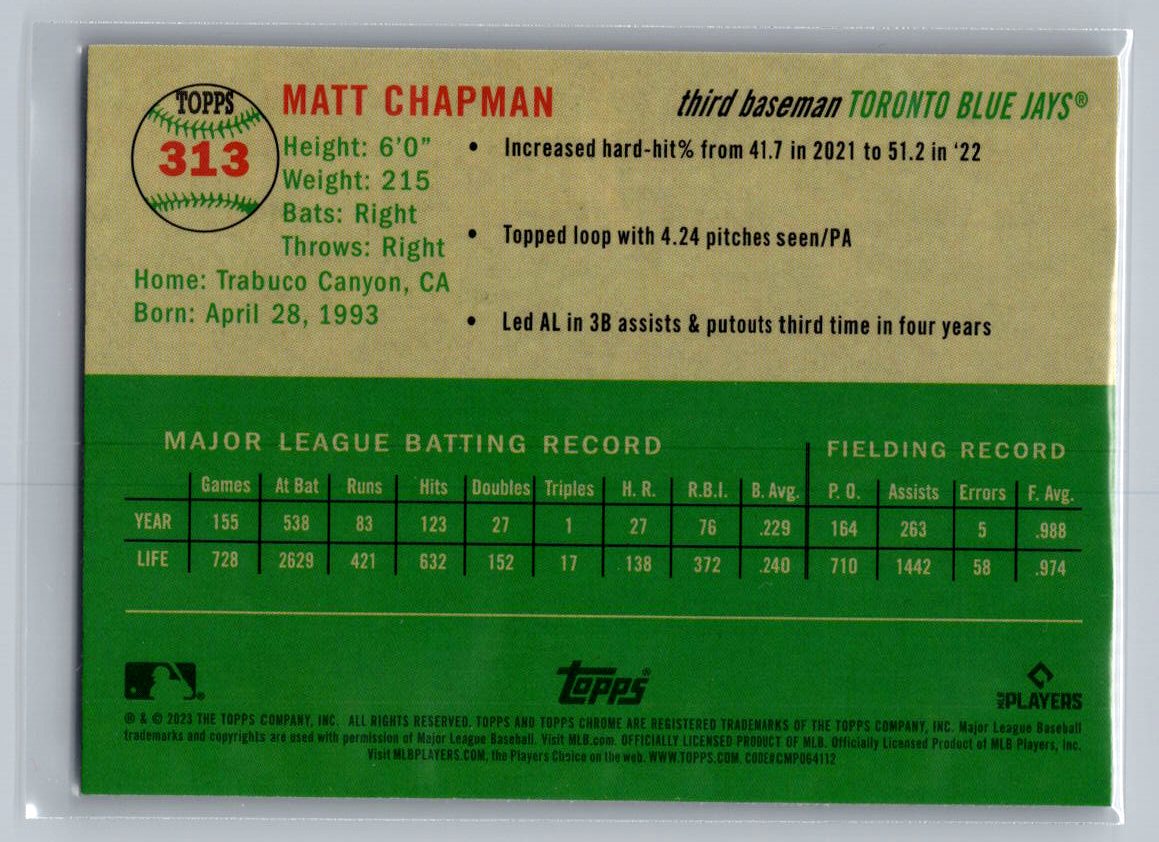 TOPPS
313
MATT CHAPMAN
third baseman TORONTO BLUE JAYS®
Height: 6'0"
Weight: 215
Bats: Right
Throws: Right
Home: Trabuco Canyon, CA
Born: April 28, 1993
• Increased hard-hit% from 41.7 in 2021 to 51.2 in '22
• Topped loop with 4.24 pitches seen/PA
• Led AL in 3B assists & putouts third time in four years
MAJOR LEAGUE BATTING RECORD FIELDING RECORD
Games At Bat Runs Hits Doubles Triples H. R. R.B.I. B. Avg. P. O. Assists Errors F. Avg.
YEAR 155 538 83 123 27 1 27 76 .229 164 263 5 .988
LIFE 728 2629 421 632 152 17 138 372 .240 710 1442 58 .974
topps®
MLB PLAYERS
® & © 2023 THE TOPPS COMPANY, INC. ALL RIGHTS RESERVED. TOPPS AND TOPPS CHROME ARE REGISTERED TRADEMARKS OF THE TOPPS COMPANY, INC. Major League Baseball
trademarks and copyrights are used with permission of Major League Baseball. Visit MLB.com. OFFICIALLY LICENSED PRODUCT OF MLB. Officially Licensed Product of MLB Players, Inc.
Visit MLBPLAYERS.COM, the Players Choice on the web. WWW.TOPPS.COM. CODE#CMP064112